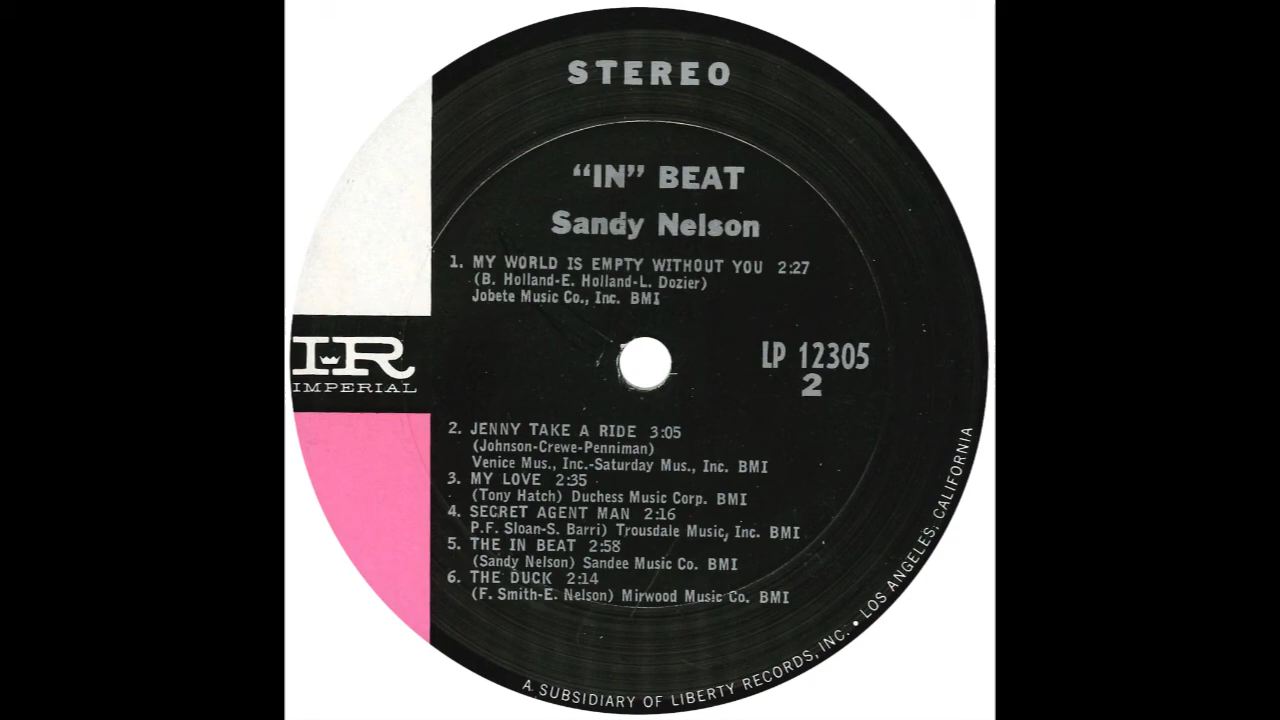 STEREO
“IN” BEAT
Sandy Nelson
1. MY WORLD IS EMPTY WITHOUT YOU 2:27
(B. Holland-E. Holland-L. Dozier)
Jobete Music Co., Inc. BMI
IR
IMPERIAL
LP 12305
2
2. JENNY TAKE A RIDE 3:05
(Johnson-Crewe-Penniman)
Venice Mus., Inc.-Saturday Mus., Inc. BMI
3. MY LOVE 2:35
(Tony Hatch) Duchess Music Corp. BMI
4. SECRET AGENT MAN 2:16
P.F. Sloan-S. Barri) Trousdale Music, Inc. BMI
5. THE IN BEAT 2:58
(Sandy Nelson) Sandee Music Co. BMI
6. THE DUCK 2:14
(F. Smith-E. Nelson) Mirwood Music Co. BMI
A SUBSIDIARY OF LIBERTY RECORDS, INC. • LOS ANGELES, CALIFORNIA